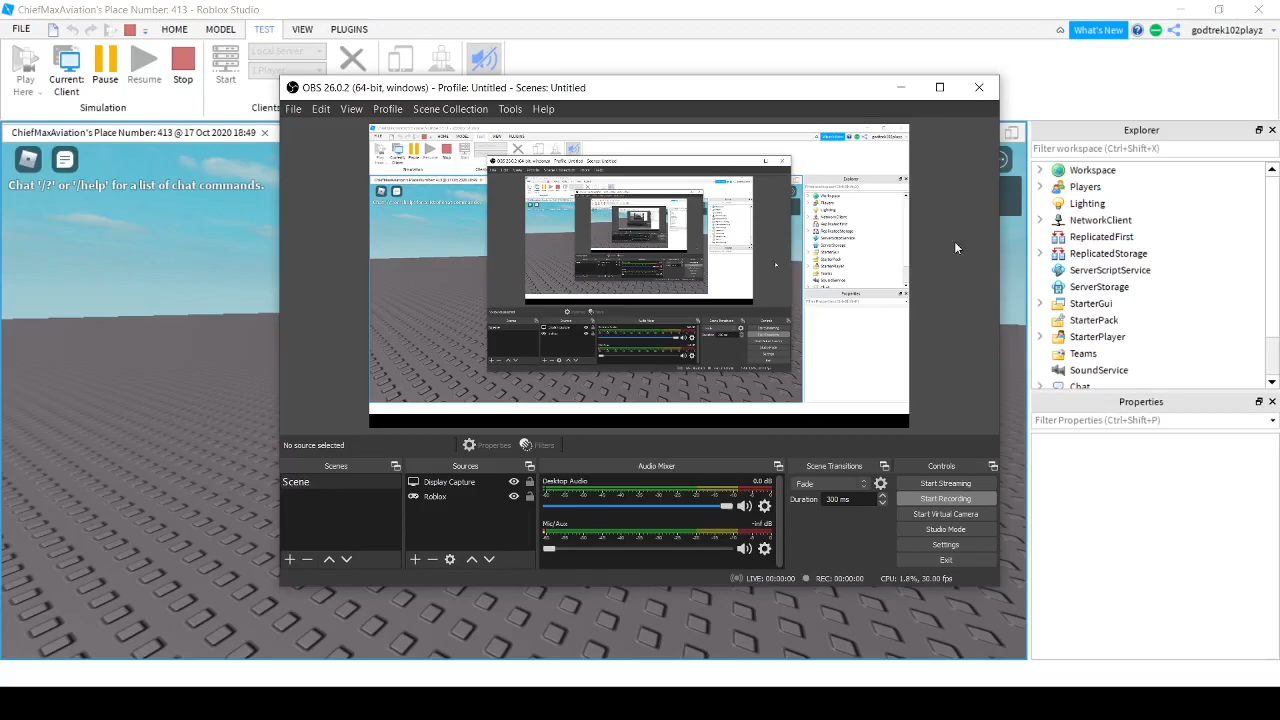 ChiefMaxAviation's Place Number: 413 - Roblox Studio
FILE HOME MODEL TEST VIEW PLUGINS What's New godtrek102playz
Play Here
Current: Client
Pause
Resume
Stop
Simulation
Start
Local Server
1 Player
Clients
ChiefMaxAviation's Place Number: 413 @ 17 Oct 2020 18:49
Chat '/?' or '/help' for a list of chat commands.
OBS 26.0.2 (64-bit, windows) - Profile: Untitled - Scenes: Untitled
File Edit View Profile Scene Collection Tools Help
No source selected
Properties
Filters
Scenes
Scene
Sources
Display Capture
Roblox
Audio Mixer
Desktop Audio 0.0 dB
Mic/Aux -inf dB
Scene Transitions
Fade
Duration 300 ms
Controls
Start Streaming
Start Recording
Start Virtual Camera
Studio Mode
Settings
Exit
LIVE: 00:00:00 REC: 00:00:00 CPU: 1.8%, 30.00 fps
Explorer
Filter workspace (Ctrl+Shift+X)
Workspace
Players
Lighting
NetworkClient
ReplicatedFirst
ReplicatedStorage
ServerScriptService
ServerStorage
StarterGui
StarterPack
StarterPlayer
Teams
SoundService
Chat
Properties
Filter Properties (Ctrl+Shift+P)